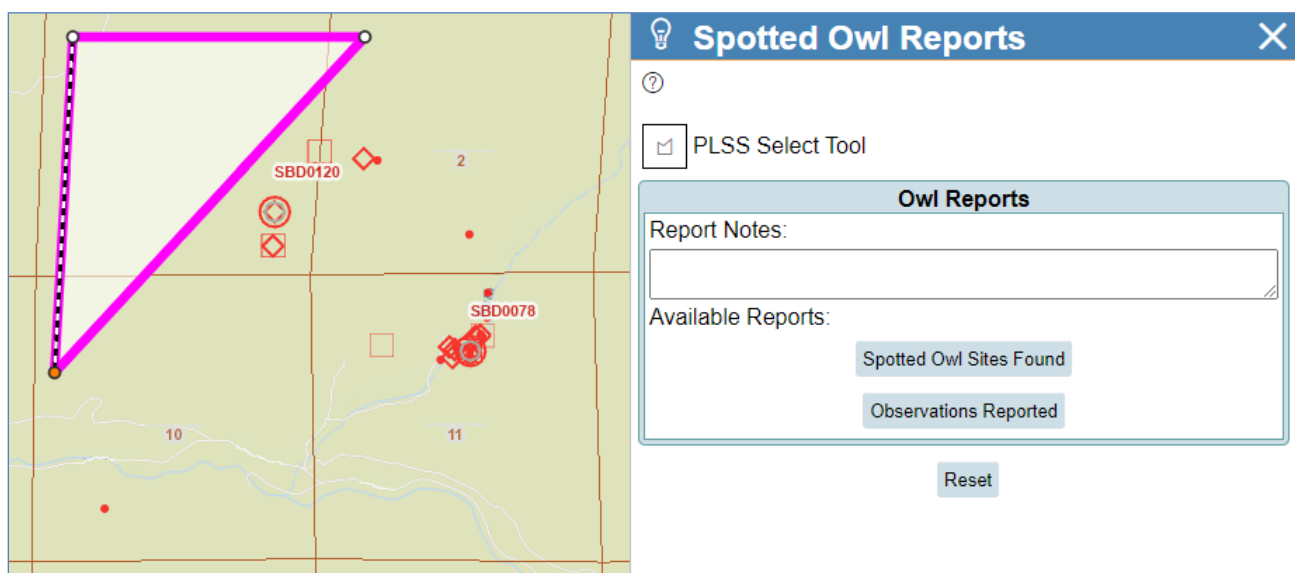 Spotted Owl Reports
PLSS Select Tool
Owl Reports
Report Notes:
Available Reports:
Spotted Owl Sites Found
Observations Reported
Reset
2
SBD0120
SBD0078
10
11